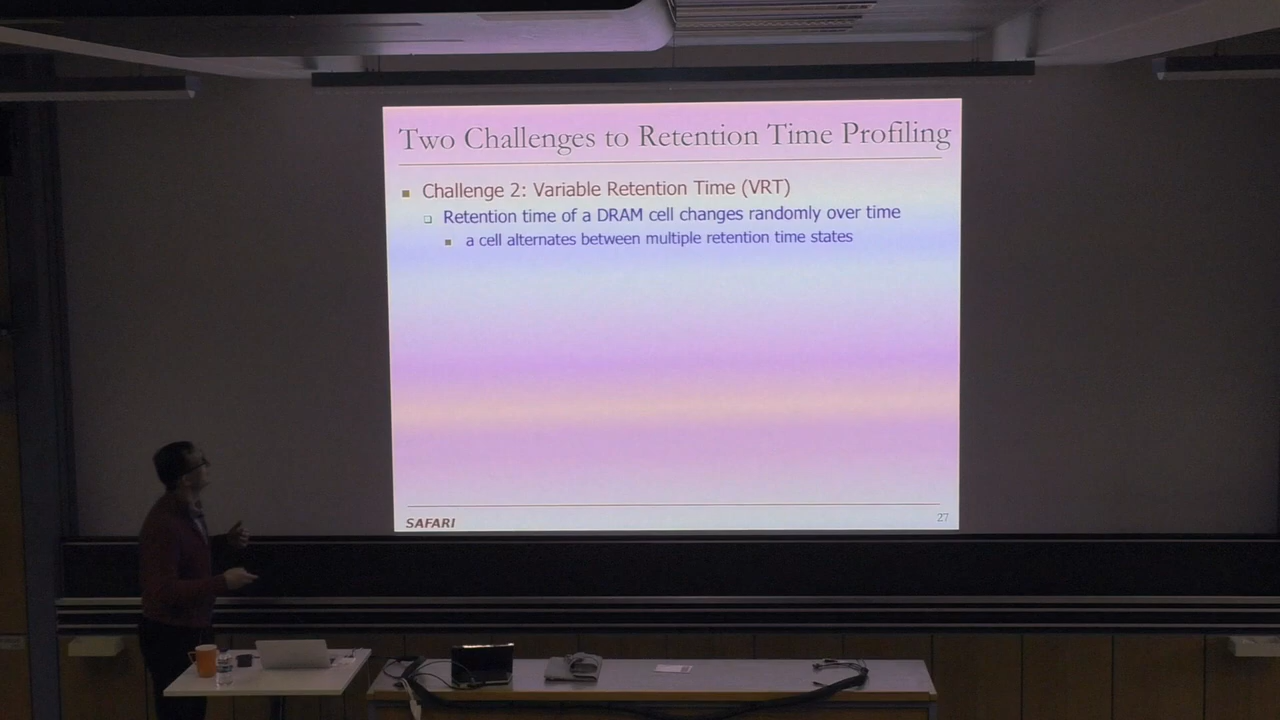 Two Challenges to Retention Time Profiling
Challenge 2: Variable Retention Time (VRT)
Retention time of a DRAM cell changes randomly over time
a cell alternates between multiple retention time states
SAFARI
27